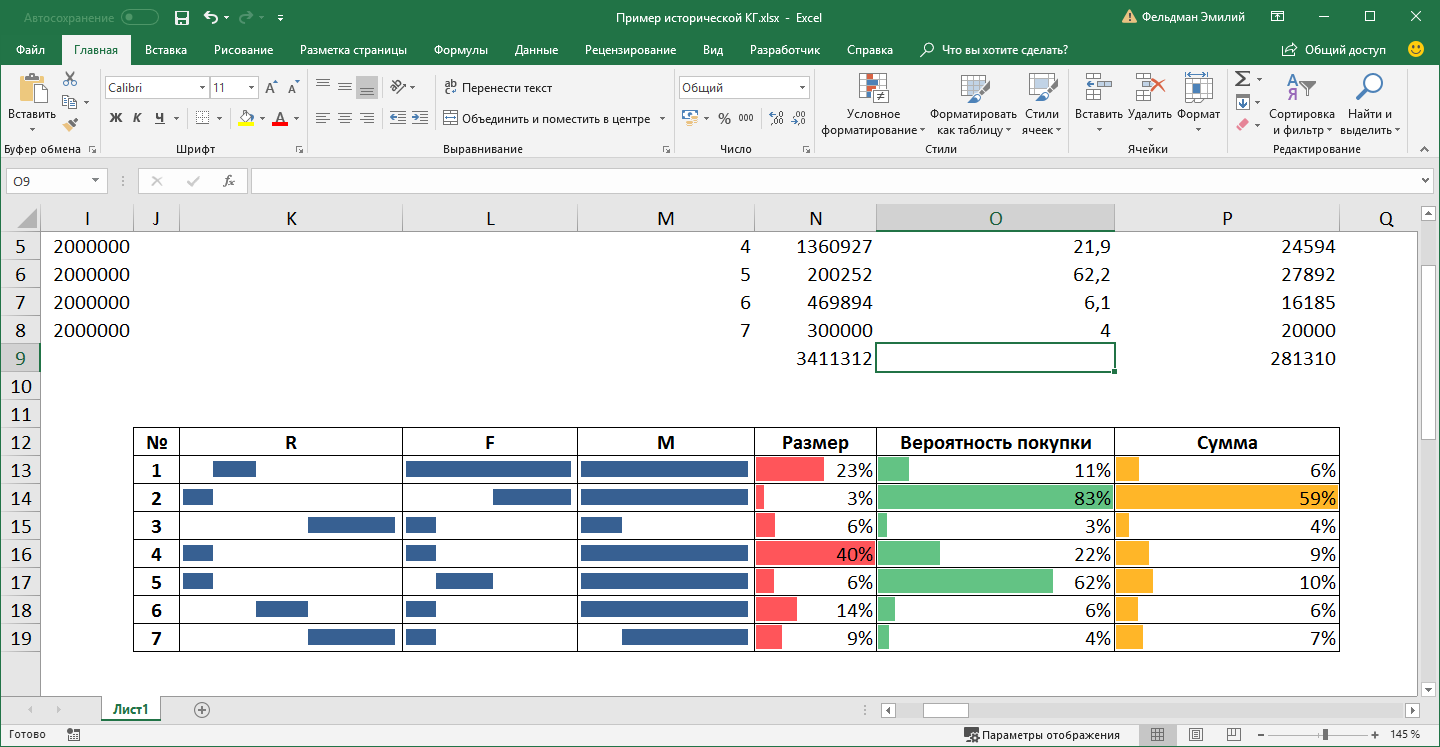 Автосохранение
Пример исторической КГ.xlsx - Excel
Фельдман Эмилий
Файл Главная Вставка Рисование Разметка страницы Формулы Данные Рецензирование Вид Разработчик Справка Что вы хотите сделать? Общий доступ
Вставить
Буфер обмена
Calibri 11
Ж К Ч
Шрифт
Перенести текст
Объединить и поместить в центре
Выравнивание
Общий
% 000
Число
Условное форматирование
Форматировать как таблицу
Стили ячеек
Стили
Вставить Удалить Формат
Ячейки
Сортировка и фильтр
Найти и выделить
Редактирование
O9 fx
I J K L M N O P Q
5 2000000 4 1360927 21,9 24594
6 2000000 5 200252 62,2 27892
7 2000000 6 469894 6,1 16185
8 2000000 7 300000 4 20000
9 3411312 281310
10
11
12 № R F M Размер Вероятность покупки Сумма
13 1 23% 11% 6%
14 2 3% 83% 59%
15 3 6% 3% 4%
16 4 40% 22% 9%
17 5 6% 62% 10%
18 6 14% 6% 6%
19 7 9% 4% 7%
Лист1
Готово Параметры отображения 145 %